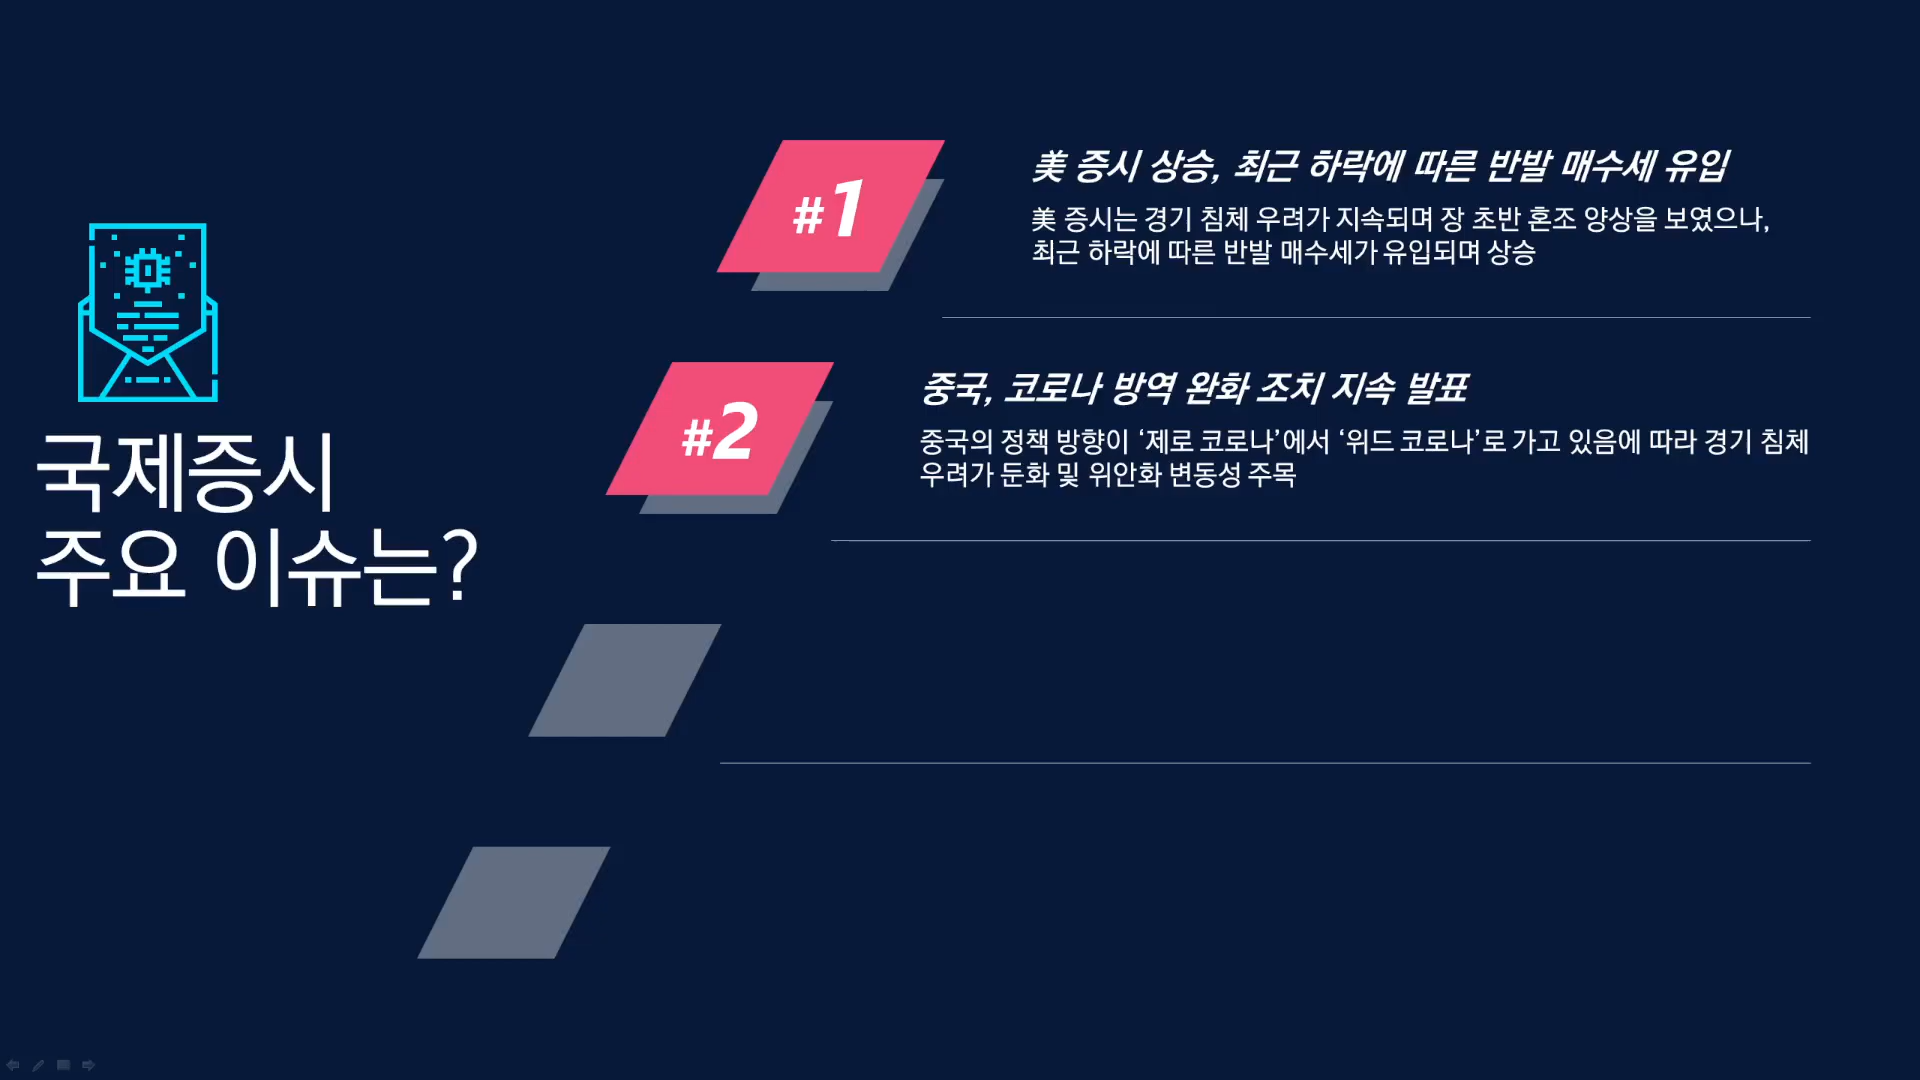 국제증시
주요 이슈는?
#1
美 증시 상승, 최근 하락에 따른 반발 매수세 유입
美 증시는 경기 침체 우려가 지속되며 장 초반 혼조 양상을 보였으나,
최근 하락에 따른 반발 매수세가 유입되며 상승
#2
중국, 코로나 방역 완화 조치 지속 발표
중국의 정책 방향이 ‘제로 코로나’에서 ‘위드 코로나’로 가고 있음에 따라 경기 침체
우려가 둔화 및 위안화 변동성 주목